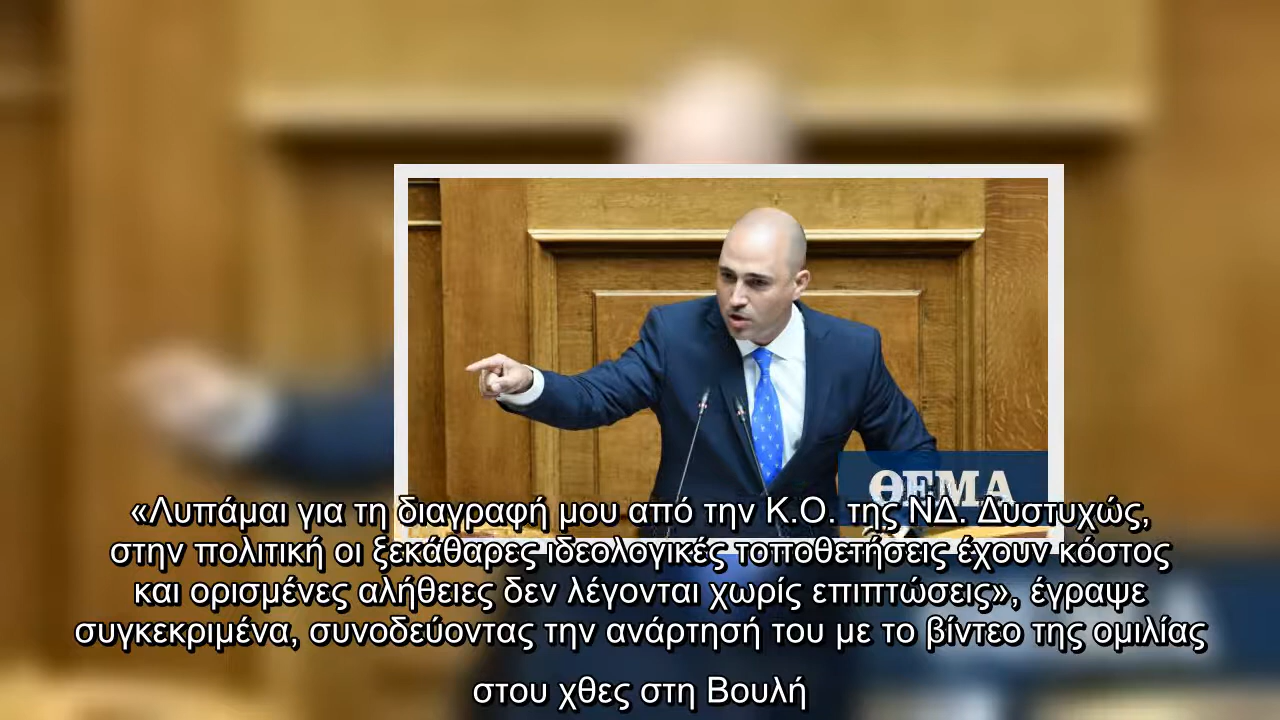 ΘΕΜΑ
«Λυπάμαι για τη διαγραφή μου από την Κ.Ο. της ΝΔ. Δυστυχώς,
στην πολιτική οι ξεκάθαρες ιδεολογικές τοποθετήσεις έχουν κόστος
και ορισμένες αλήθειες δεν λέγονται χωρίς επιπτώσεις», έγραψε
συγκεκριμένα, συνοδεύοντας την ανάρτησή του με το βίντεο της ομιλίας
στου χθες στη Βουλή